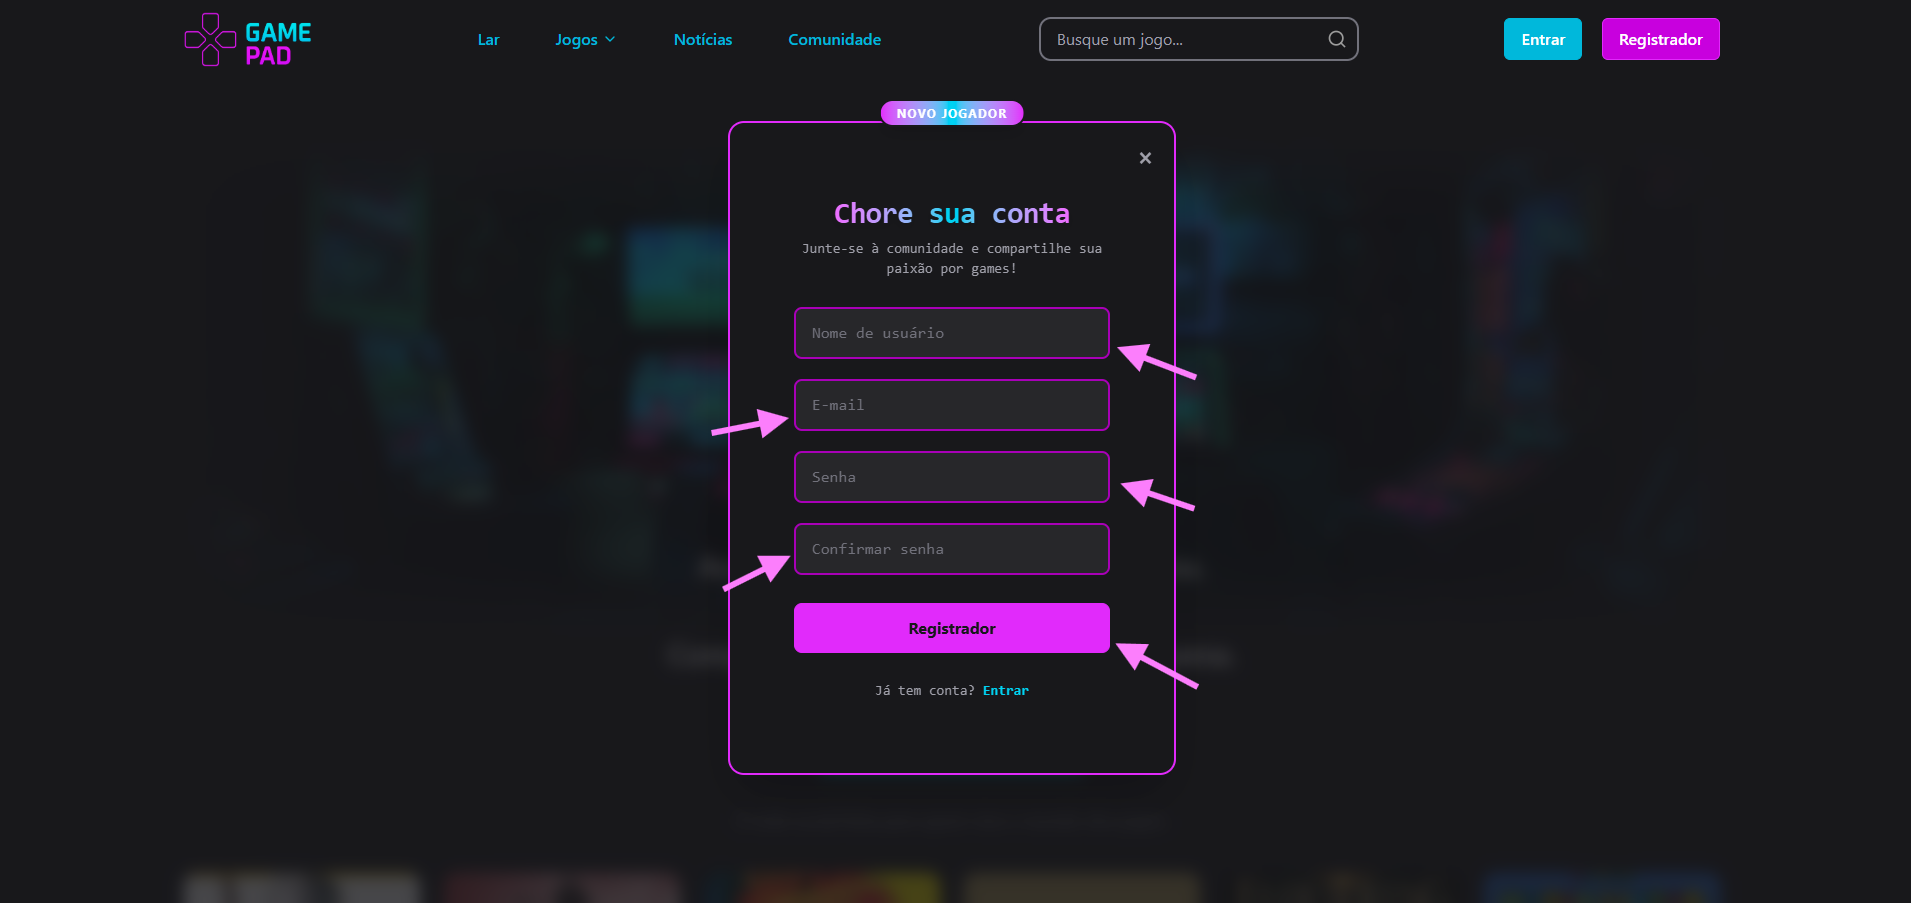 GAME
PAD
Lar
Jogos
Notícias
Comunidade
Busque um jogo...
Entrar
Registrador
NOVO JOGADOR
×
Chore sua conta
Junte-se à comunidade e compartilhe sua
paixão por games!
Nome de usuário
E-mail
Senha
Confirmar senha
Registrador
Já tem conta? Entrar